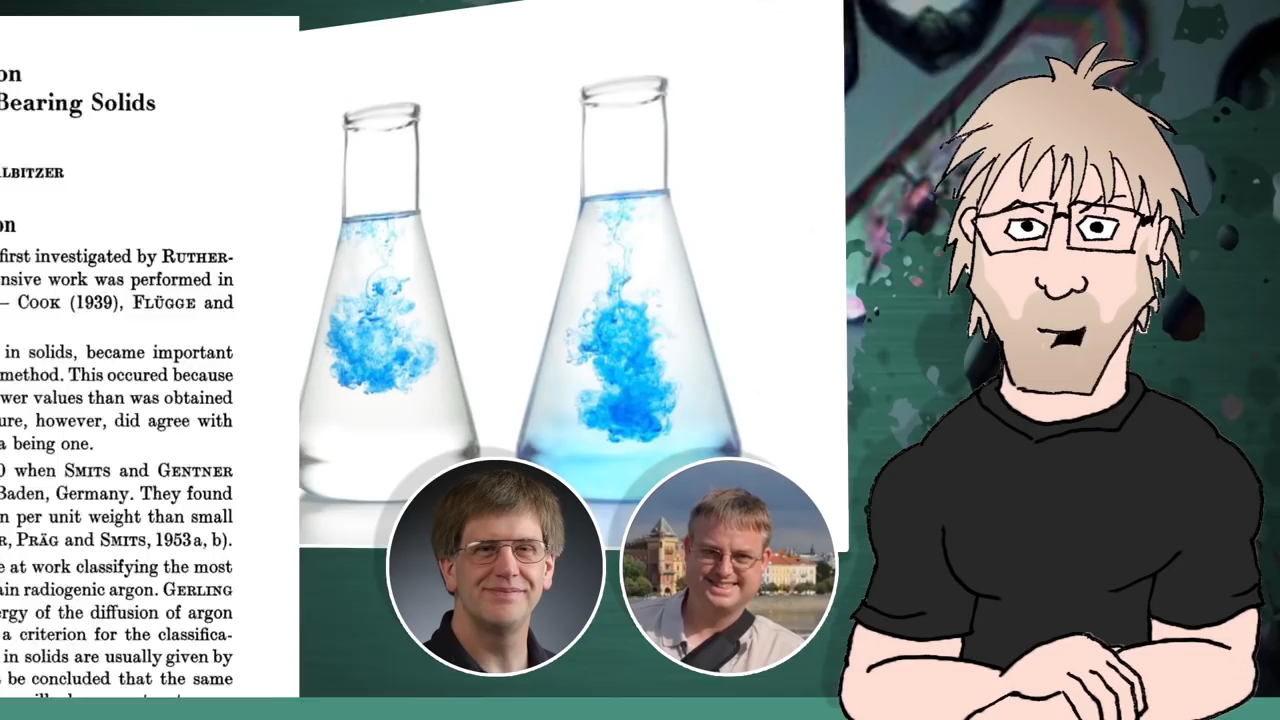 on
Bearing Solids
LBITZER
on
first investigated by RUTHER-
ensive work was performed in
— COOK (1939), FLÜGGE and
in solids, became important
method. This occured because
wer values than was obtained
ure, however, did agree with
a being one.
0 when SMITS and GENTNER
Baden, Germany. They found
n per unit weight than small
R, PRÄG and SMITS, 1953a, b).
e at work classifying the most
ain radiogenic argon. GERLING
ergy of the diffusion of argon
a criterion for the classifica-
in solids are usually given by
be concluded that the same